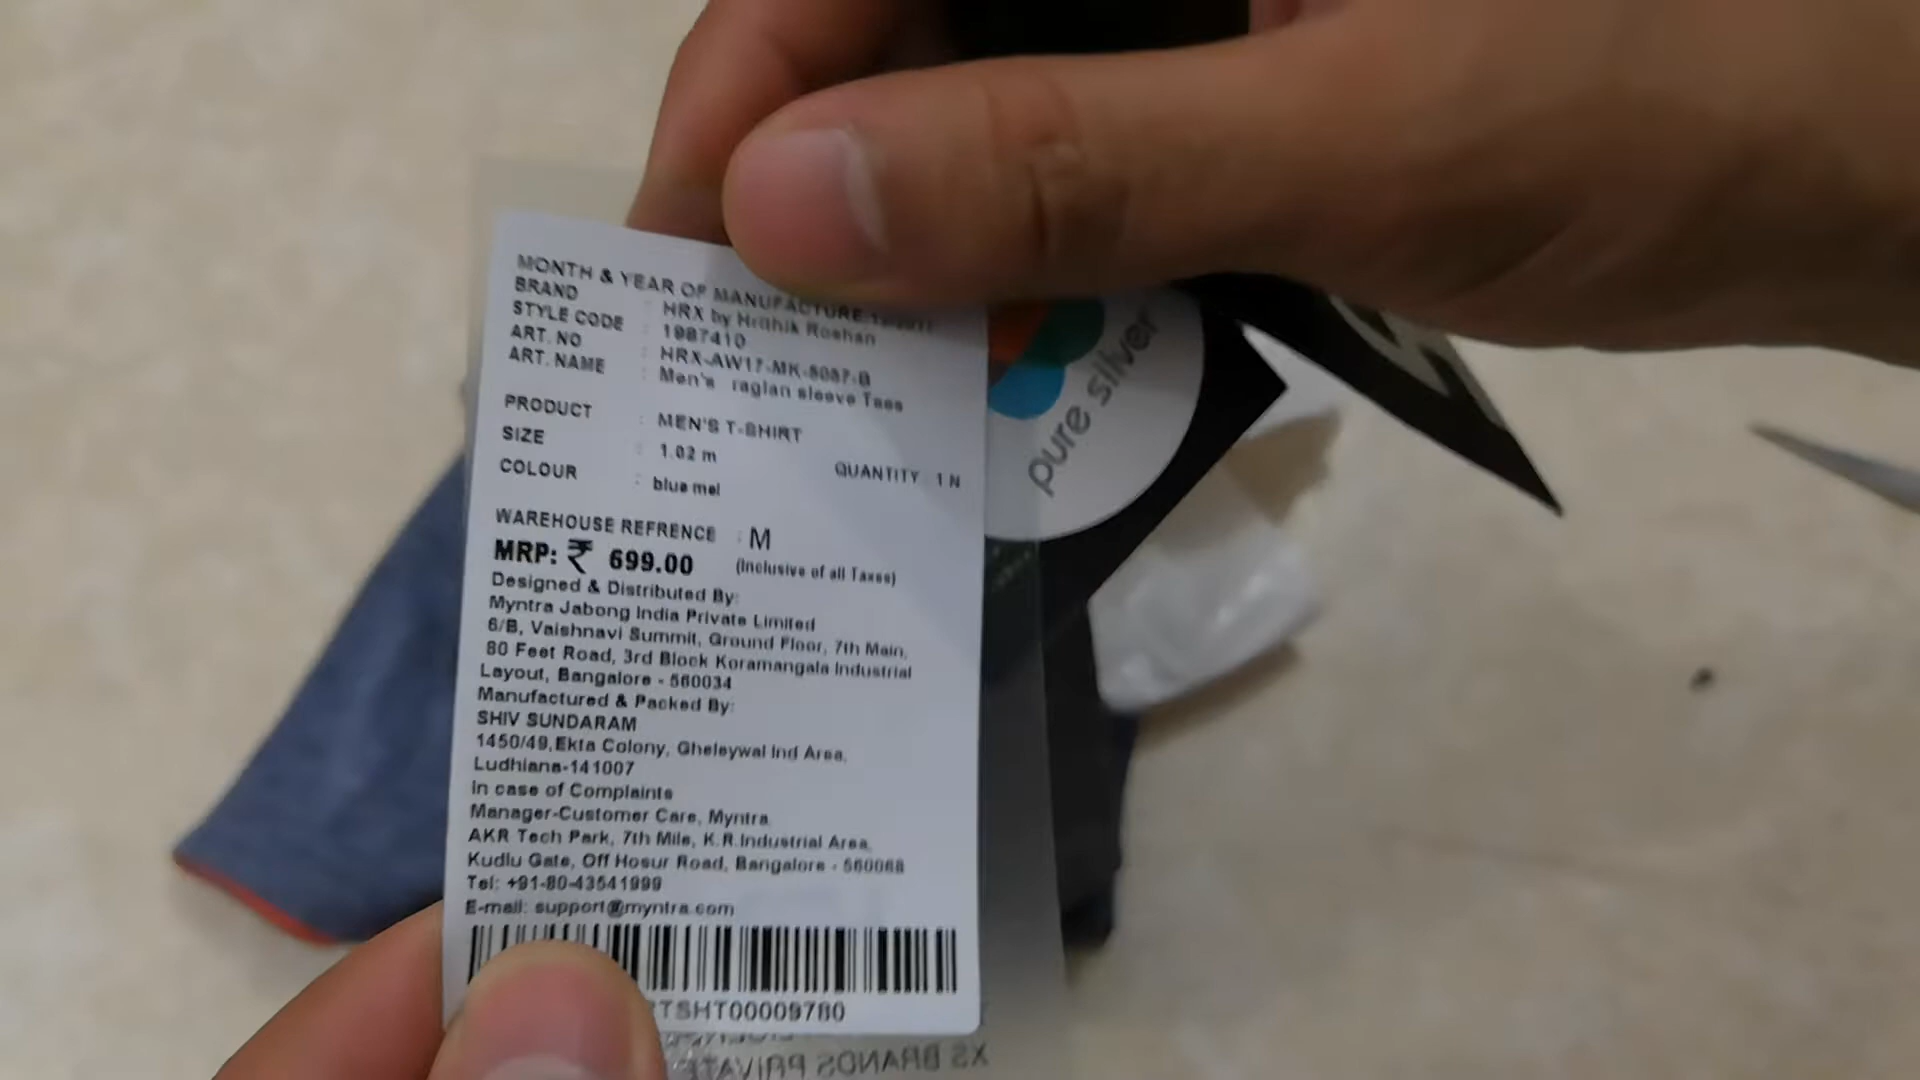 MONTH & YEAR OF MANUFACTURE
BRAND : HRX by Hrithik Roshan
STYLE CODE : 1987410
ART. NO : HRX-AW17-MK-5087-B
ART. NAME : Men's raglan sleeve Tees
PRODUCT : MEN'S T-SHIRT
SIZE : 1.02 m QUANTITY 1 N
COLOUR : blue mel
WAREHOUSE REFRENCE : M
MRP: ₹ 699.00 (Inclusive of all Taxes)
Designed & Distributed By:
Myntra Jabong India Private Limited
6/B, Vaishnavi Summit, Ground Floor, 7th Main,
80 Feet Road, 3rd Block Koramangala Industrial
Layout, Bangalore - 560034
Manufactured & Packed By:
SHIV SUNDARAM
1450/49,Ekta Colony, Gheleywal Ind Area,
Ludhiana-141007
In case of Complaints
Manager-Customer Care, Myntra
AKR Tech Park, 7th Mile, K.R.Industrial Area,
Kudlu Gate, Off Hosur Road, Bangalore - 560068
Tel: +91-80-43541999
E-mail: support@myntra.com
TSHT00009780
XS BRANDS
pure silver